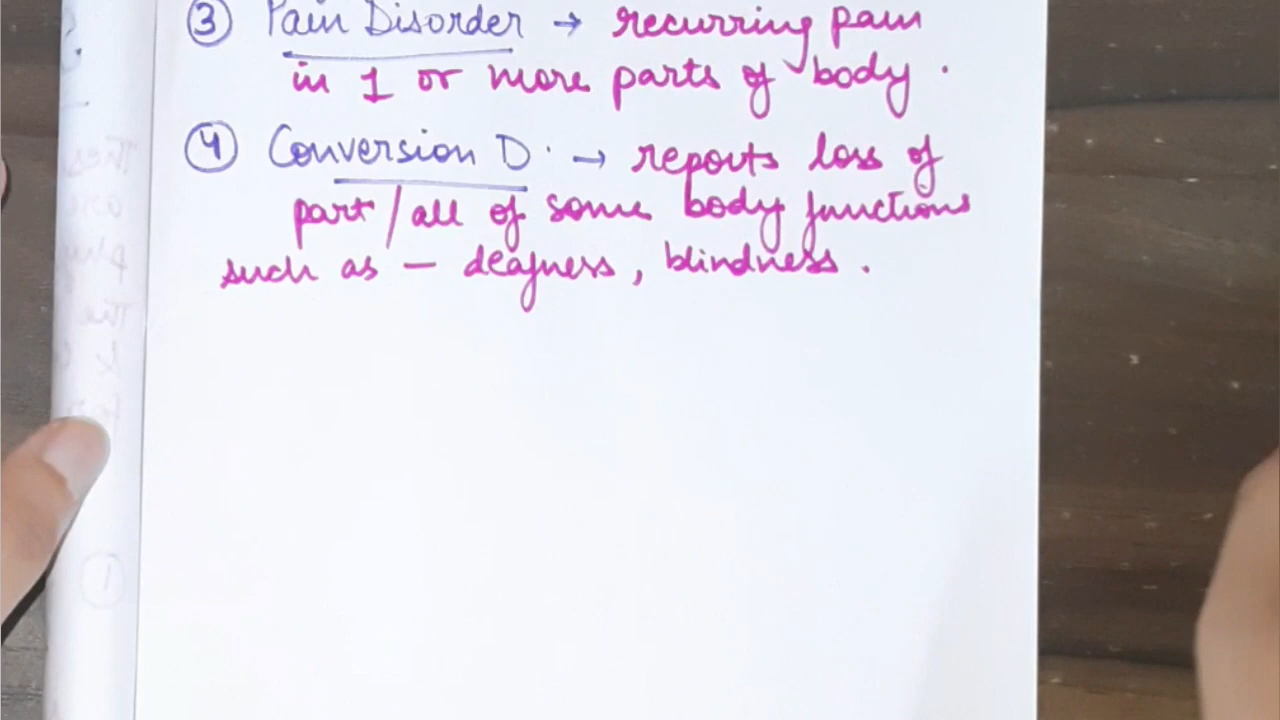 ③ Pain Disorder → recurring pain
in 1 or more parts of body.
④ Conversion D. → reports loss of
part/all of some body functions
such as – deafness, blindness.